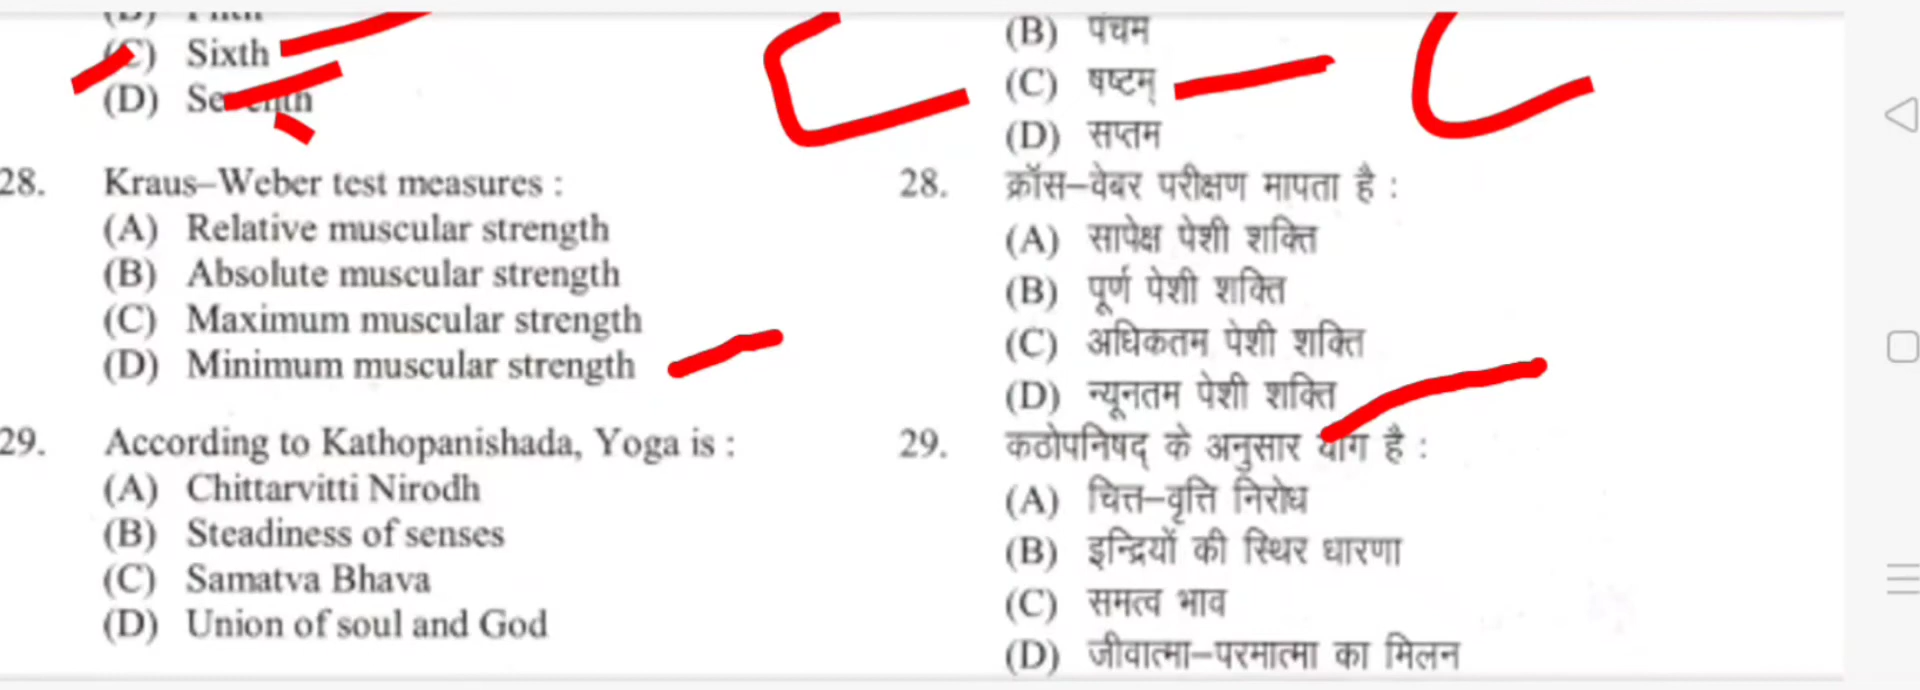 (C) Sixth
(D) Seventh
28. Kraus–Weber test measures :
(A) Relative muscular strength
(B) Absolute muscular strength
(C) Maximum muscular strength
(D) Minimum muscular strength
29. According to Kathopanishada, Yoga is :
(A) Chittarvitti Nirodh
(B) Steadiness of senses
(C) Samatva Bhava
(D) Union of soul and God
(B) पंचम
(C) षष्टम्
(D) सप्तम
28. क्रॉस–वेबर परीक्षण मापता है :
(A) सापेक्ष पेशी शक्ति
(B) पूर्ण पेशी शक्ति
(C) अधिकतम पेशी शक्ति
(D) न्यूनतम पेशी शक्ति
29. कठोपनिषद् के अनुसार योग है :
(A) चित्त–वृत्ति निरोध
(B) इन्द्रियों की स्थिर धारणा
(C) समत्व भाव
(D) जीवात्मा–परमात्मा का मिलन